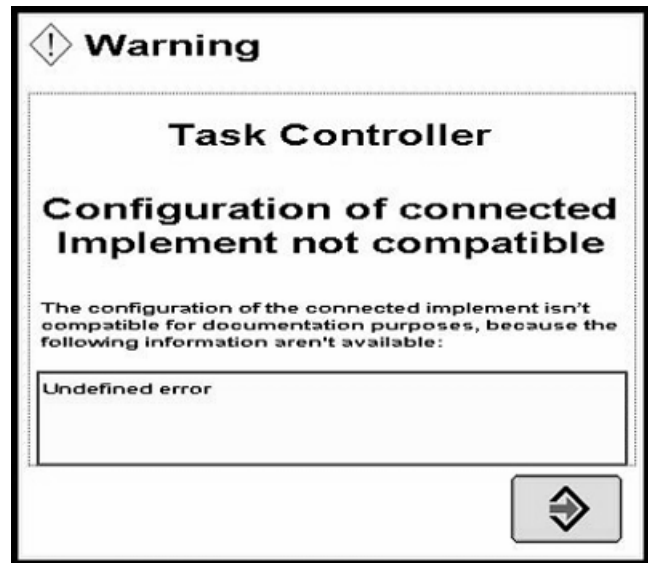 Warning
Task Controller
Configuration of connected
Implement not compatible
The configuration of the connected implement isn't
compatible for documentation purposes, because the
following information aren't available:
Undefined error